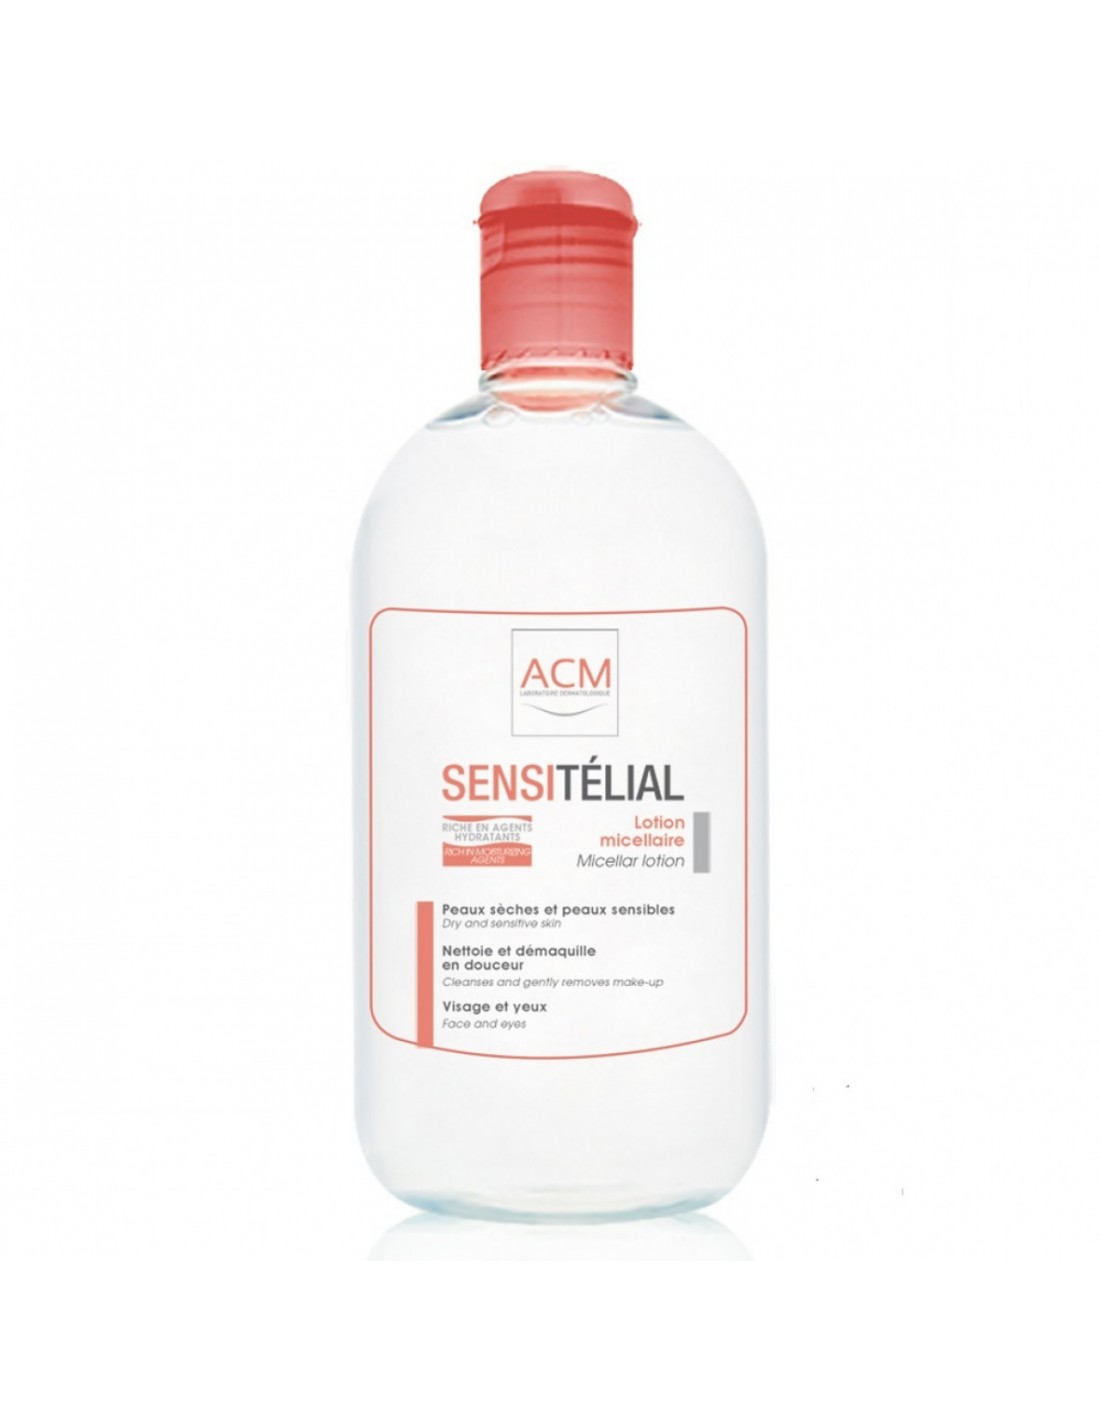 ACM
LABORATOIRE DERMATOLOGIQUE
SENSITÉLIAL
RICHE EN AGENTS
HYDRATANTS
RICH IN MOISTURIZING
AGENTS
Lotion
micellaire
Micellar lotion
Peaux sèches et peaux sensibles
Dry and sensitive skin
Nettoie et démaquille
en douceur
Cleanses and gently removes make-up
Visage et yeux
Face and eyes